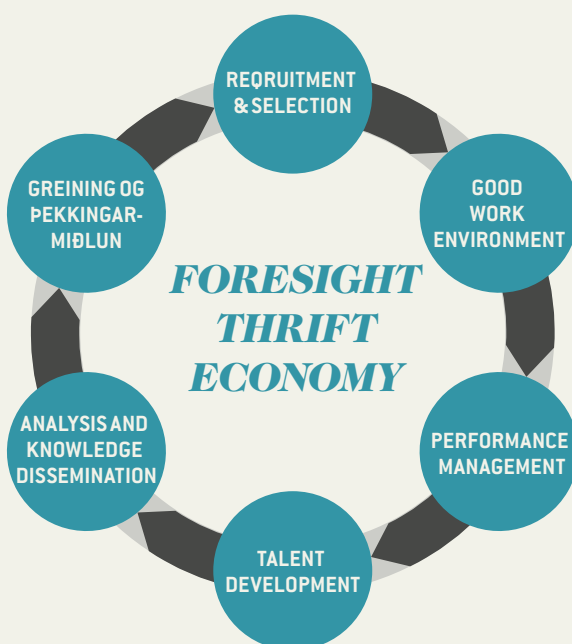 REQRUITMENT
& SELECTION
GOOD
WORK
ENVIRONMENT
PERFORMANCE
MANAGEMENT
TALENT
DEVELOPMENT
ANALYSIS AND
KNOWLEDGE
DISSEMINATION
GREINING OG
ÞEKKINGAR-
MIÐLUN
FORESIGHT
THRIFT
ECONOMY